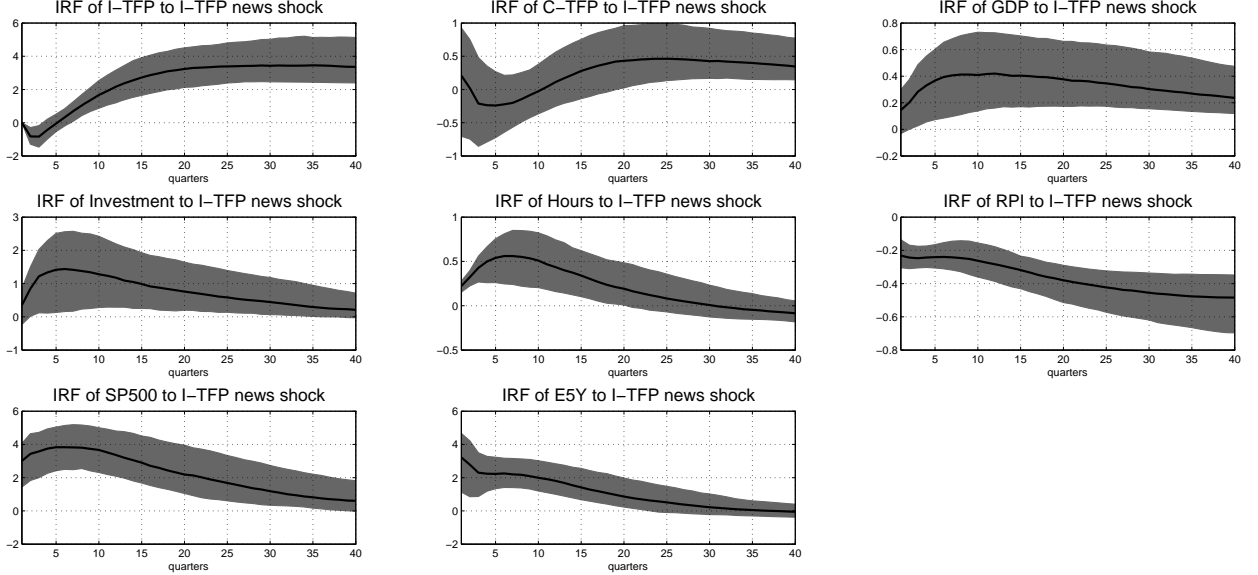 IRF of I−TFP to I−TFP news shock
6
4
2
0
−2
5 10 15 20 25 30 35 40
quarters
IRF of C−TFP to I−TFP news shock
1
0.5
0
−0.5
−1
5 10 15 20 25 30 35 40
quarters
IRF of GDP to I−TFP news shock
0.8
0.6
0.4
0.2
0
−0.2
5 10 15 20 25 30 35 40
quarters
IRF of Investment to I−TFP news shock
3
2
1
0
−1
5 10 15 20 25 30 35 40
quarters
IRF of Hours to I−TFP news shock
1
0.5
0
−0.5
5 10 15 20 25 30 35 40
quarters
IRF of RPI to I−TFP news shock
0
−0.2
−0.4
−0.6
−0.8
5 10 15 20 25 30 35 40
quarters
IRF of SP500 to I−TFP news shock
6
4
2
0
−2
5 10 15 20 25 30 35 40
quarters
IRF of E5Y to I−TFP news shock
6
4
2
0
−2
5 10 15 20 25 30 35 40
quarters